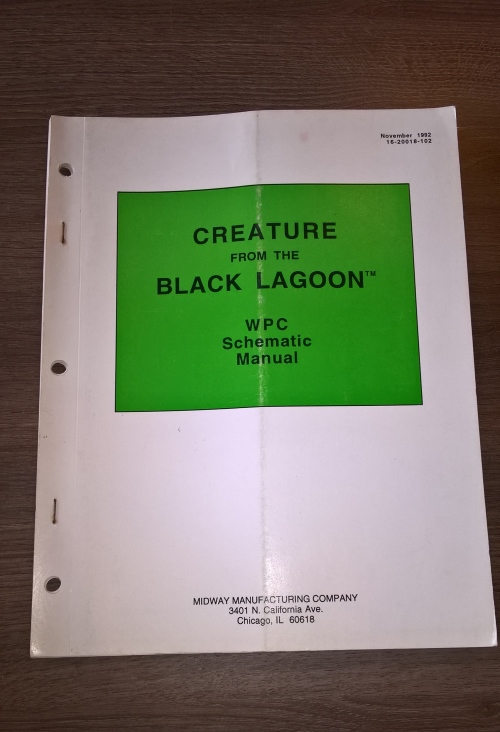 November 1992
16-20018-102
CREATURE
FROM THE
BLACK LAGOON™
WPC
Schematic
Manual
MIDWAY MANUFACTURING COMPANY
3401 N. California Ave.
Chicago, IL 60618